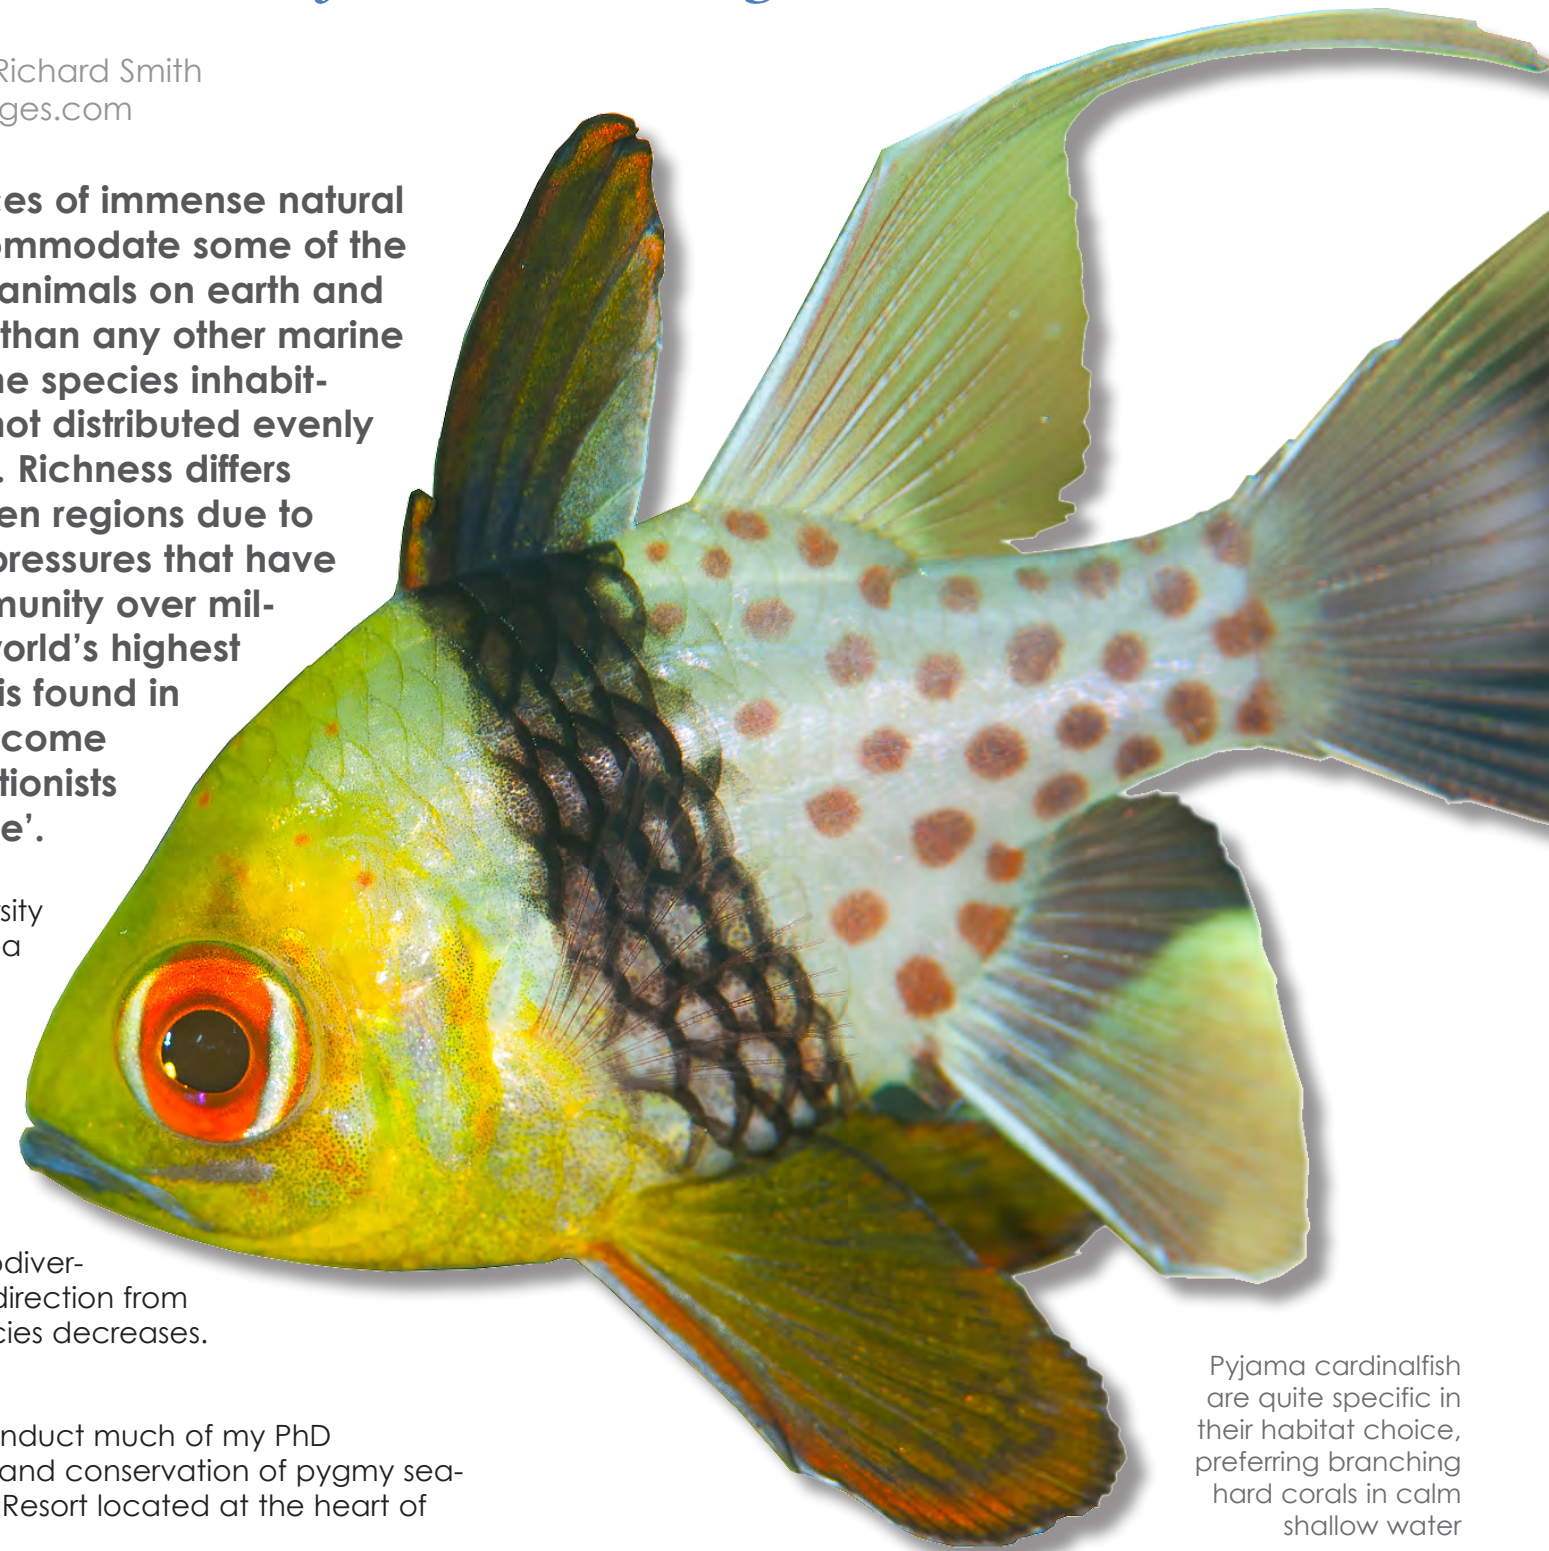 Richard Smith
ges.com
ces of immense natural
ommodate some of the
animals on earth and
than any other marine
ne species inhabit-
not distributed evenly
. Richness differs
en regions due to
pressures that have
munity over mil-
world's highest
is found in
come
tionists
e'.
sity
a
odiver-
direction from
cies decreases.
nduct much of my PhD
and conservation of pygmy sea-
Resort located at the heart of
Pyjama cardinalfish
are quite specific in
their habitat choice,
preferring branching
hard corals in calm
shallow water